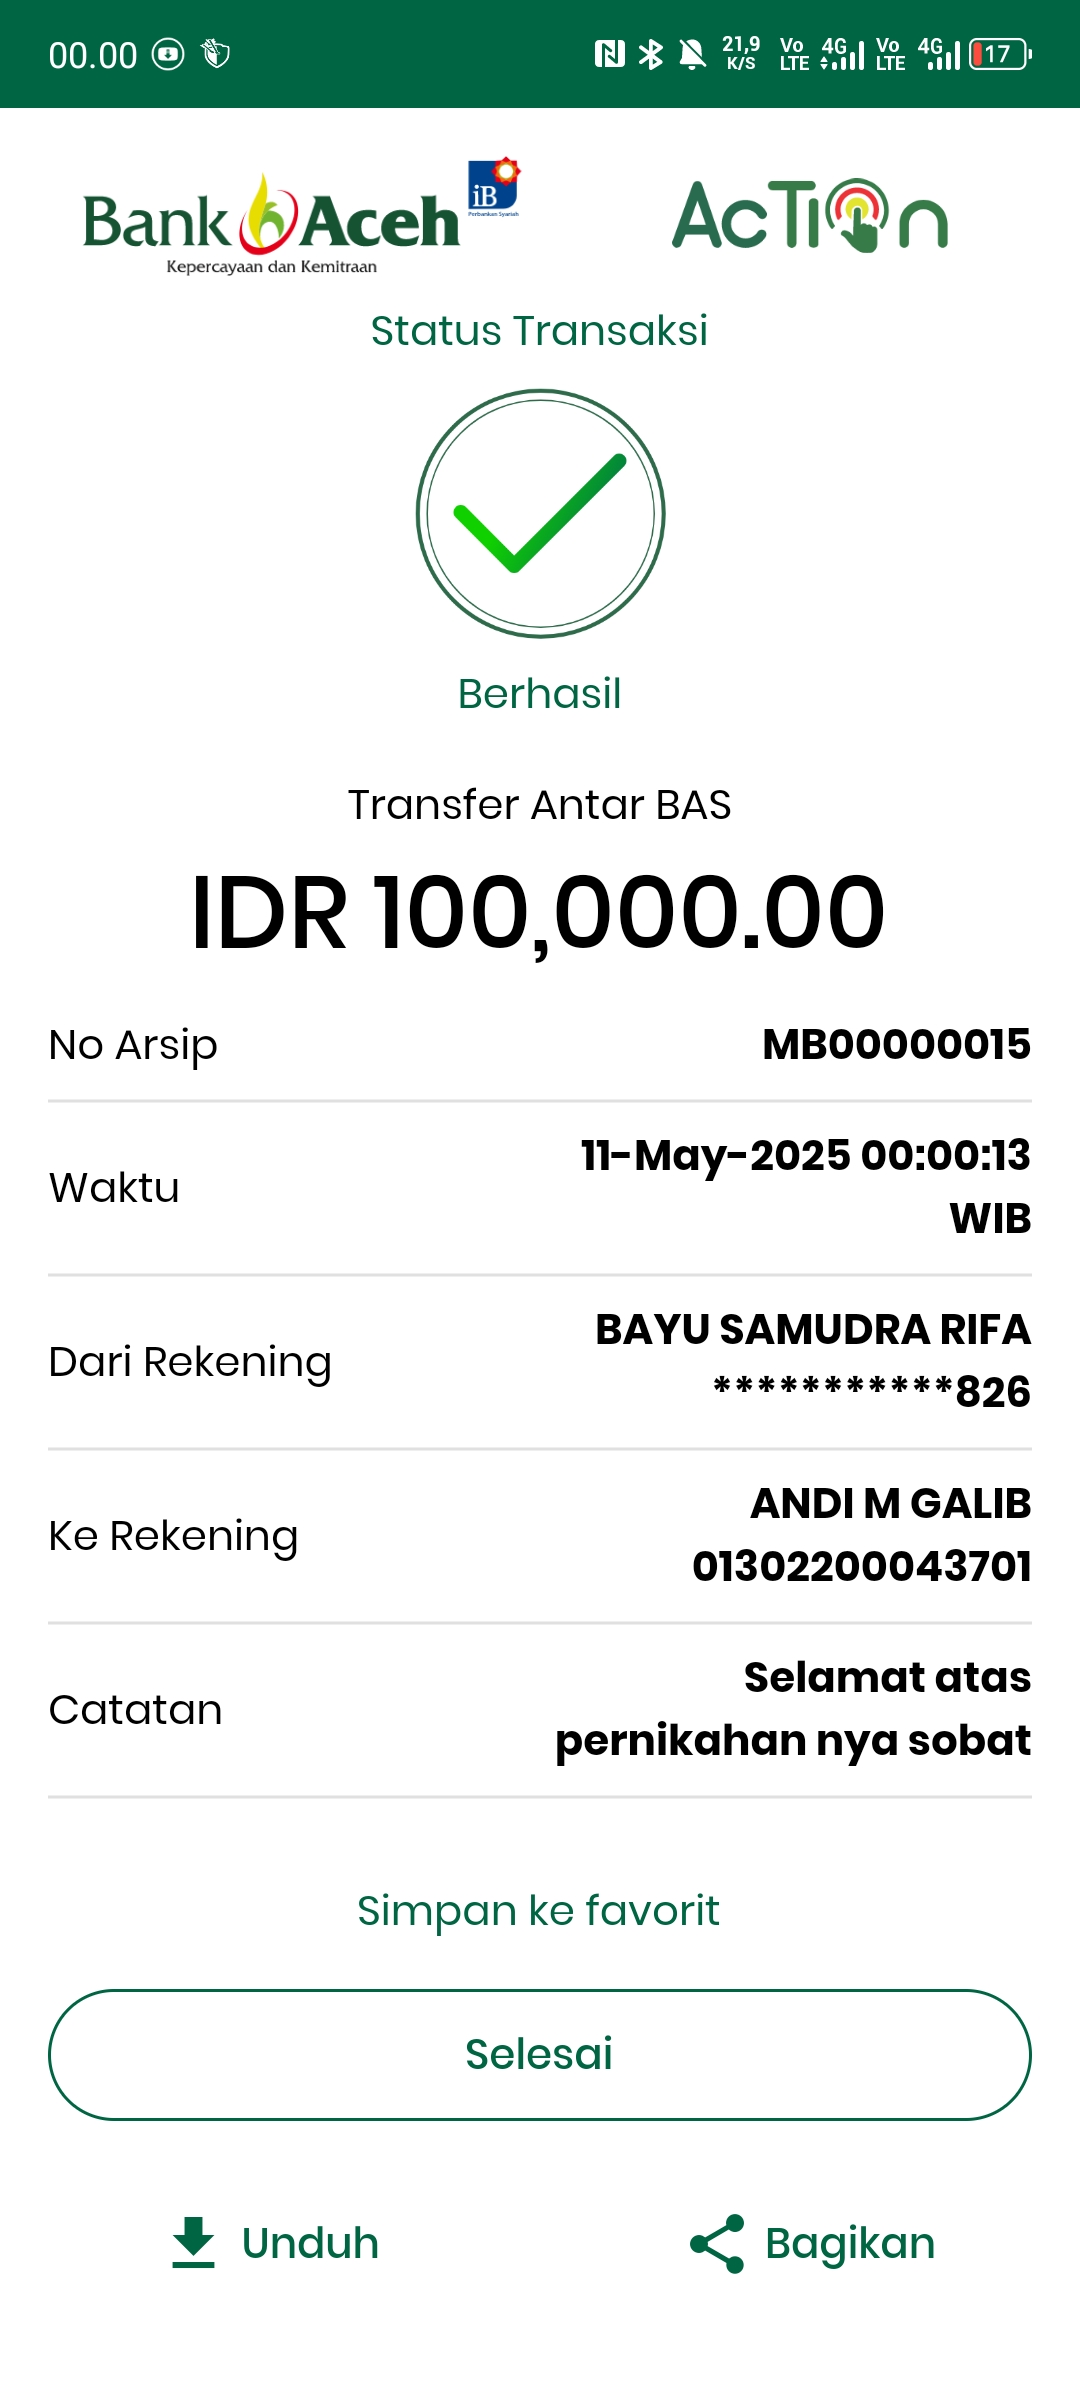 00.00 21,9 K/S Vo LTE 4G Vo LTE 4G 17
Bank Aceh iB Perbankan Syariah
Kepercayaan dan Kemitraan
AcTion
Status Transaksi
Berhasil
Transfer Antar BAS
IDR 100,000.00
No Arsip MB00000015
Waktu 11-May-2025 00:00:13
WIB
Dari Rekening BAYU SAMUDRA RIFA
***********826
Ke Rekening ANDI M GALIB
01302200043701
Catatan Selamat atas
pernikahan nya sobat
Simpan ke favorit
Selesai
Unduh Bagikan